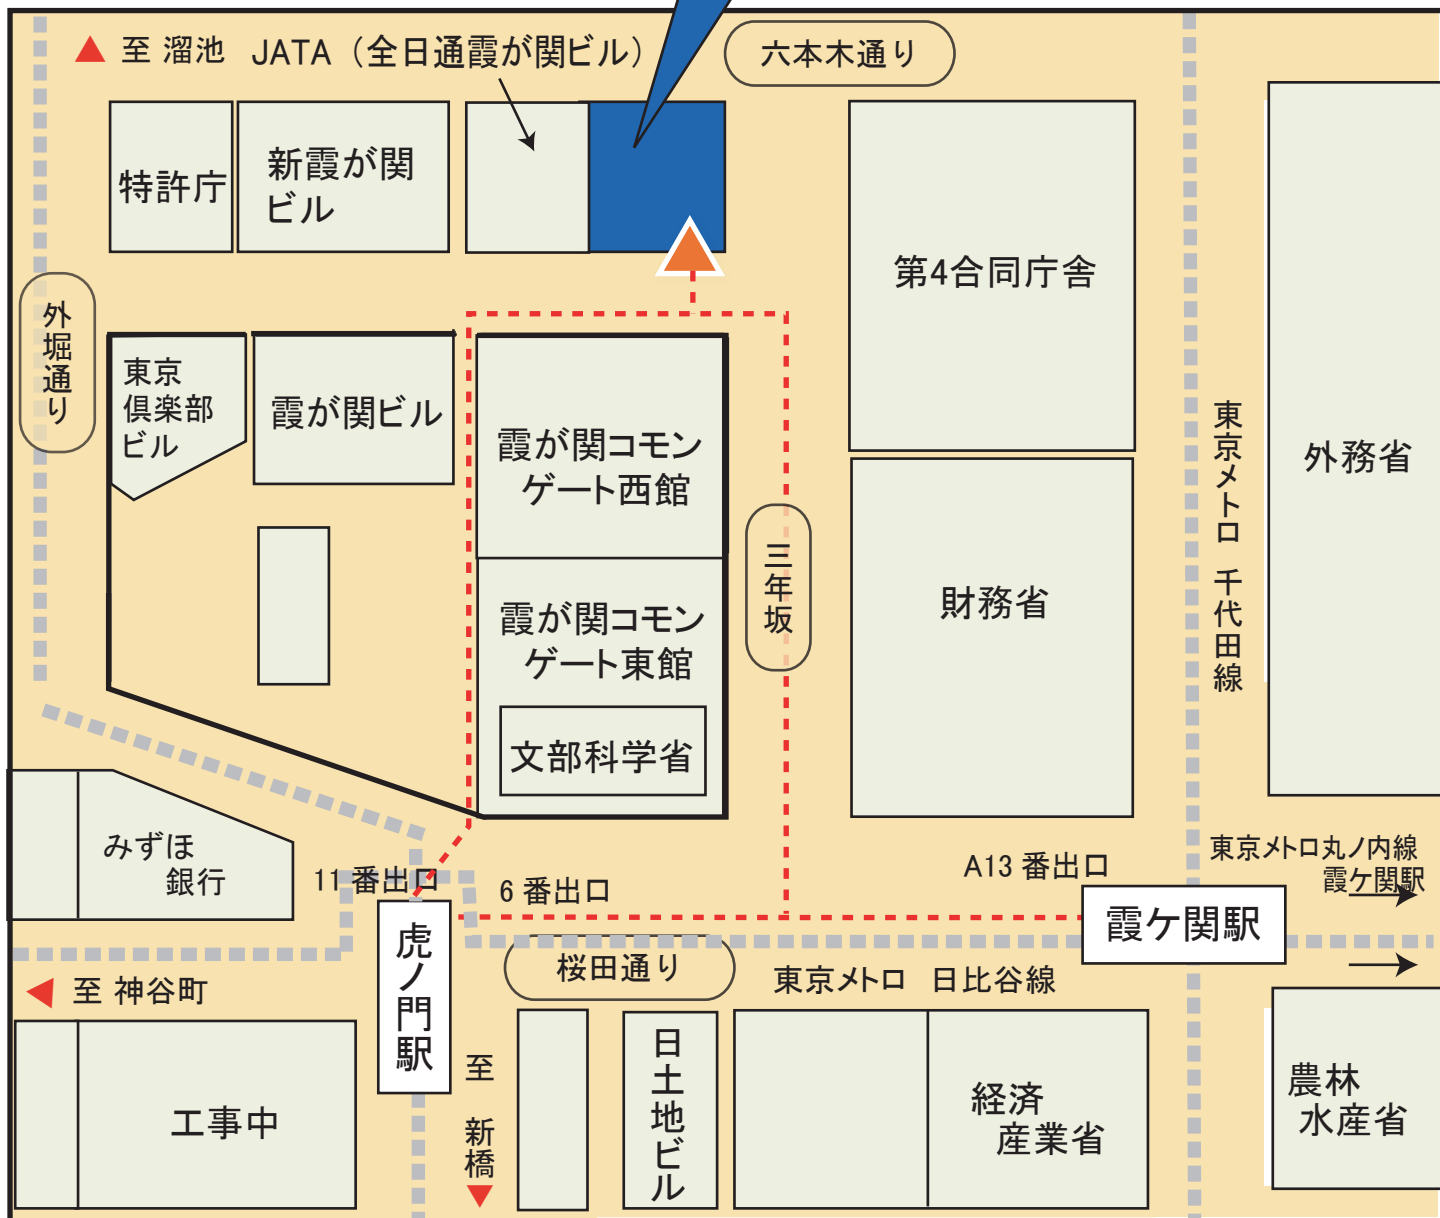 至 溜池
JATA（全日通霞が関ビル）
六本木通り
特許庁
新霞が関
ビル
第4合同庁舎
外堀通り
東京
倶楽部
ビル
霞が関ビル
霞が関コモン
ゲート西館
東京メトロ 千代田線
外務省
三年坂
霞が関コモン
ゲート東館
財務省
文部科学省
みずほ
銀行
11 番出口
6 番出口
A13 番出口
東京メトロ丸ノ内線
霞ケ関駅
虎ノ門駅
霞ケ関駅
桜田通り
東京メトロ 日比谷線
至 神谷町
至 新橋
工事中
日土地ビル
経済
産業省
農林
水産省